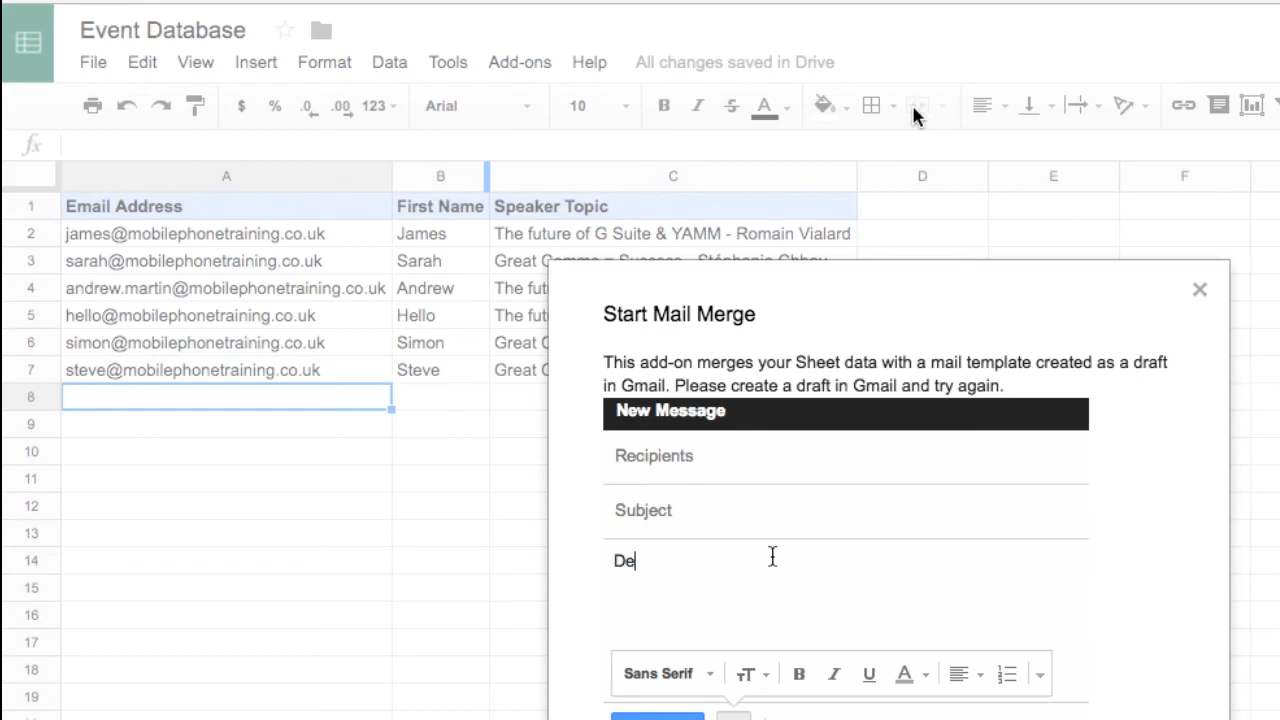 Event Database
File Edit View Insert Format Data Tools Add-ons Help All changes saved in Drive
$ % .0 .00 123 Arial 10 B I S A
fx
A B C D E F
1 Email Address First Name Speaker Topic
2 james@mobilephonetraining.co.uk James The future of G Suite & YAMM - Romain Vialard
3 sarah@mobilephonetraining.co.uk Sarah Great
4 andrew.martin@mobilephonetraining.co.uk Andrew The fut
5 hello@mobilephonetraining.co.uk Hello The fut
6 simon@mobilephonetraining.co.uk Simon Great C
7 steve@mobilephonetraining.co.uk Steve Great C
8
9
10
11
12
13
14
15
16
17
18
19
Start Mail Merge
This add-on merges your Sheet data with a mail template created as a draft
in Gmail. Please create a draft in Gmail and try again.
New Message
Recipients
Subject
De
Sans Serif TT B I U A